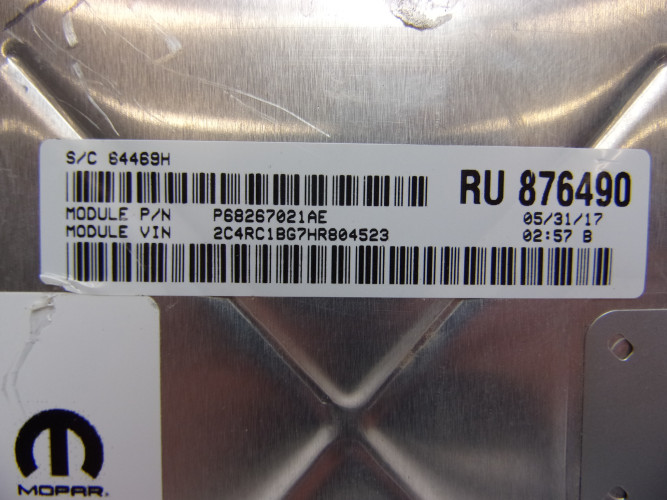 S/C 64469H
RU 876490
MODULE P/N P68267021AE
05/31/17
MODULE VIN 2C4RC1BG7HR804523
02:57 B
MOPAR.